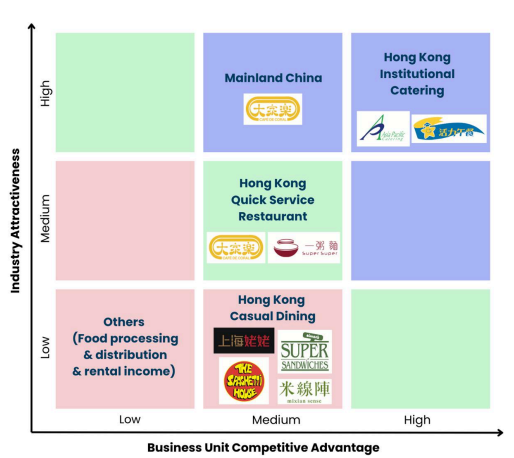 Industry Attractiveness
High
Medium
Low
Mainland China
大家樂
Hong Kong
Institutional
Catering
Asia Pacific
活力午餐
Hong Kong
Quick Service
Restaurant
大家樂
一粥麵
Super Super
Others
(Food processing
& distribution
& rental income)
Hong Kong
Casual Dining
上海姥姥
SUPER
SANDWICHES
THE
SPAGHETTI
HOUSE
米線陣
mixian sense
Low
Medium
High
Business Unit Competitive Advantage